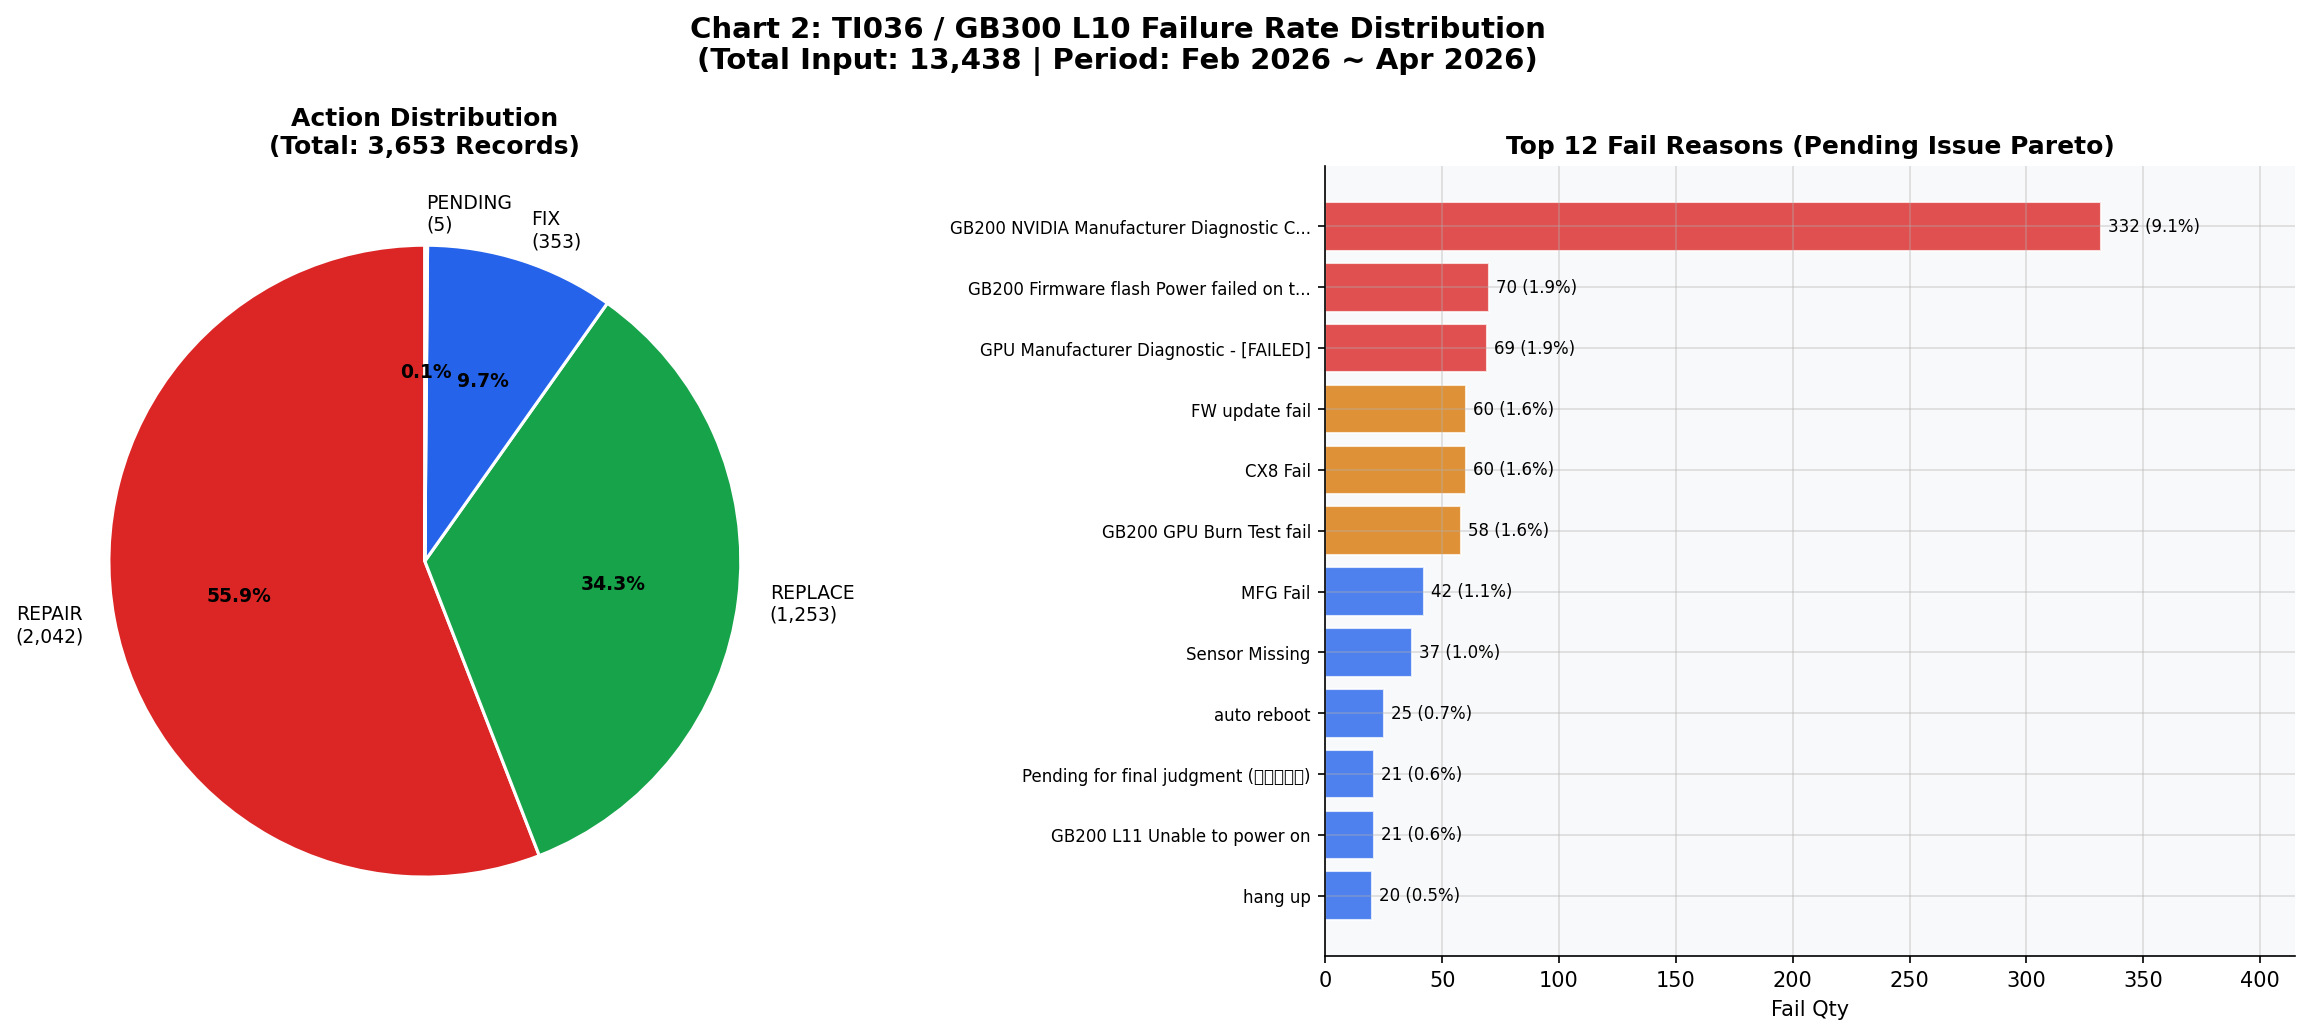 Chart 2: TI036 / GB300 L10 Failure Rate Distribution
(Total Input: 13,438 | Period: Feb 2026 ~ Apr 2026)
Action Distribution
(Total: 3,653 Records)
PENDING
(5)
FIX
(353)
0.1%
9.7%
34.3%
55.9%
REPAIR
(2,042)
REPLACE
(1,253)
Top 12 Fail Reasons (Pending Issue Pareto)
GB200 NVIDIA Manufacturer Diagnostic C...
332 (9.1%)
GB200 Firmware flash Power failed on t...
70 (1.9%)
GPU Manufacturer Diagnostic - [FAILED]
69 (1.9%)
FW update fail
60 (1.6%)
CX8 Fail
60 (1.6%)
GB200 GPU Burn Test fail
58 (1.6%)
MFG Fail
42 (1.1%)
Sensor Missing
37 (1.0%)
auto reboot
25 (0.7%)
Pending for final judgment (▯▯▯▯▯)
21 (0.6%)
GB200 L11 Unable to power on
21 (0.6%)
hang up
20 (0.5%)
0 50 100 150 200 250 300 350 400
Fail Qty